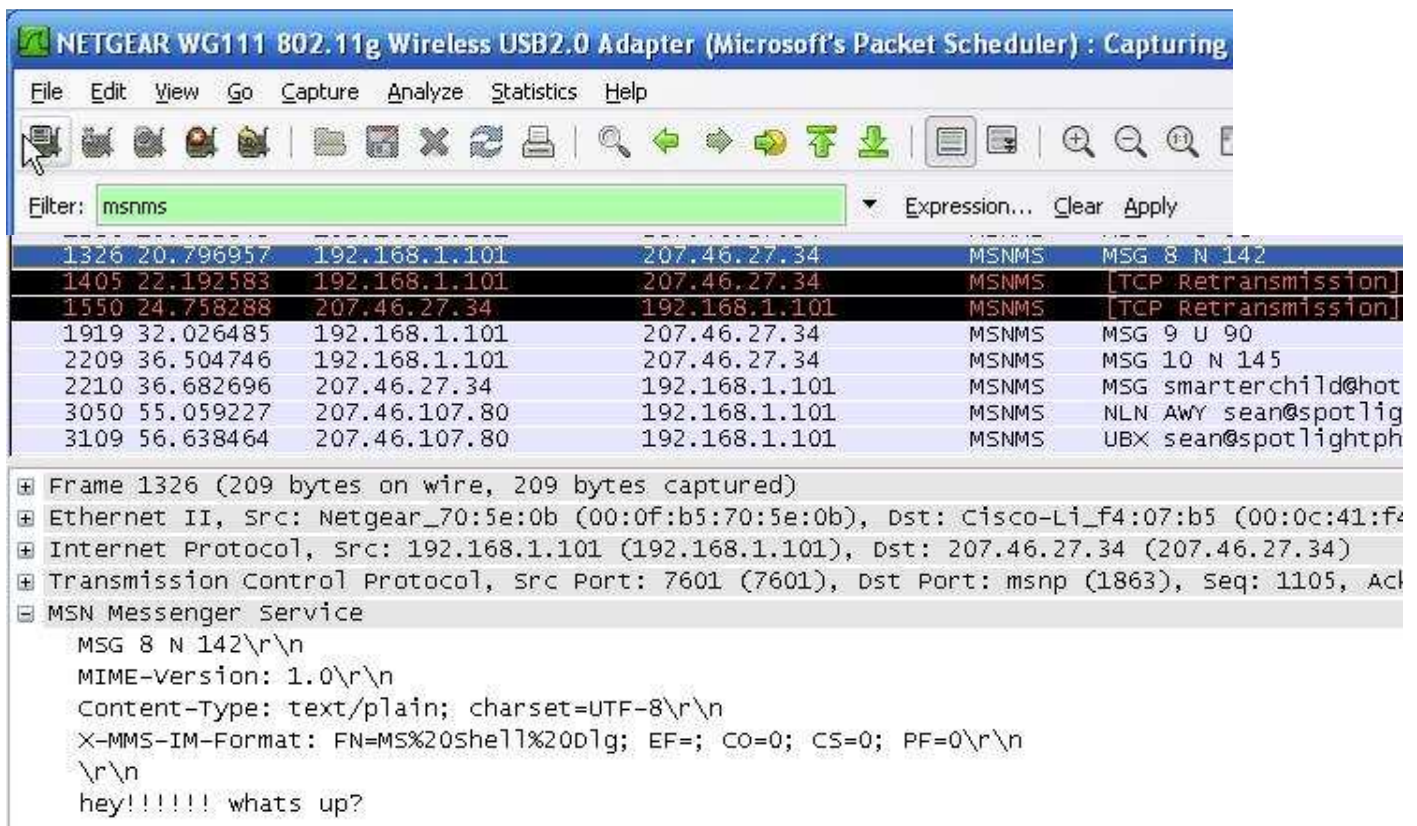 NETGEAR WG111 802.11g Wireless USB2.0 Adapter (Microsoft's Packet Scheduler) : Capturing
File Edit View Go Capture Analyze Statistics Help
Filter: msnms Expression... Clear Apply
1326 20.796957 192.168.1.101 207.46.27.34 MSNMS MSG 8 N 142
1405 22.192583 192.168.1.101 207.46.27.34 MSNMS [TCP Retransmission]
1550 24.758288 207.46.27.34 192.168.1.101 MSNMS [TCP Retransmission]
1919 32.026485 192.168.1.101 207.46.27.34 MSNMS MSG 9 U 90
2209 36.504746 192.168.1.101 207.46.27.34 MSNMS MSG 10 N 145
2210 36.682696 207.46.27.34 192.168.1.101 MSNMS MSG smarterchild@hot
3050 55.059227 207.46.107.80 192.168.1.101 MSNMS NLN AWY sean@spotlig
3109 56.638464 207.46.107.80 192.168.1.101 MSNMS UBX sean@spotlightph
Frame 1326 (209 bytes on wire, 209 bytes captured)
Ethernet II, Src: Netgear_70:5e:0b (00:0f:b5:70:5e:0b), Dst: Cisco-Li_f4:07:b5 (00:0c:41:f4
Internet Protocol, Src: 192.168.1.101 (192.168.1.101), Dst: 207.46.27.34 (207.46.27.34)
Transmission Control Protocol, Src Port: 7601 (7601), Dst Port: msnp (1863), Seq: 1105, Ack
MSN Messenger Service
MSG 8 N 142\r\n
MIME-Version: 1.0\r\n
Content-Type: text/plain; charset=UTF-8\r\n
X-MMS-IM-Format: FN=MS%20Shell%20Dlg; EF=; CO=0; CS=0; PF=0\r\n
\r\n
hey!!!!!! whats up?